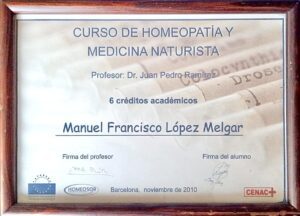 CURSO DE HOMEOPATÍA Y
MEDICINA NATURISTA
Profesor: Dr. Juan Pedro Ramírez
6 créditos académicos
Manuel Francisco López Melgar
Firma del profesor Firma del alumno
HOMEOSOR Barcelona, noviembre de 2010 CENAC+